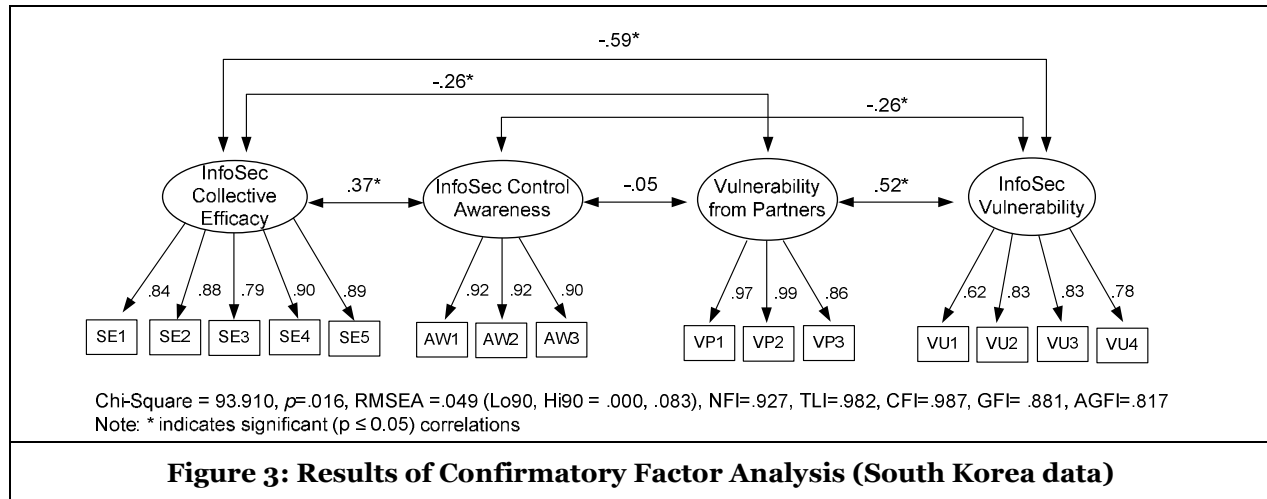 -.59*
-.26*
-.26*
InfoSec
Collective
Efficacy
.37*
InfoSec Control
Awareness
-.05
Vulnerability
from Partners
.52*
InfoSec
Vulnerability
.84 .88 .79 .90 .89
.92 .92 .90
.97 .99 .86
.62 .83 .83 .78
SE1 SE2 SE3 SE4 SE5
AW1 AW2 AW3
VP1 VP2 VP3
VU1 VU2 VU3 VU4
Chi-Square = 93.910, p=.016, RMSEA =.049 (Lo90, Hi90 = .000, .083), NFI=.927, TLI=.982, CFI=.987, GFI= .881, AGFI=.817
Note: * indicates significant (p ≤ 0.05) correlations
Figure 3: Results of Confirmatory Factor Analysis (South Korea data)